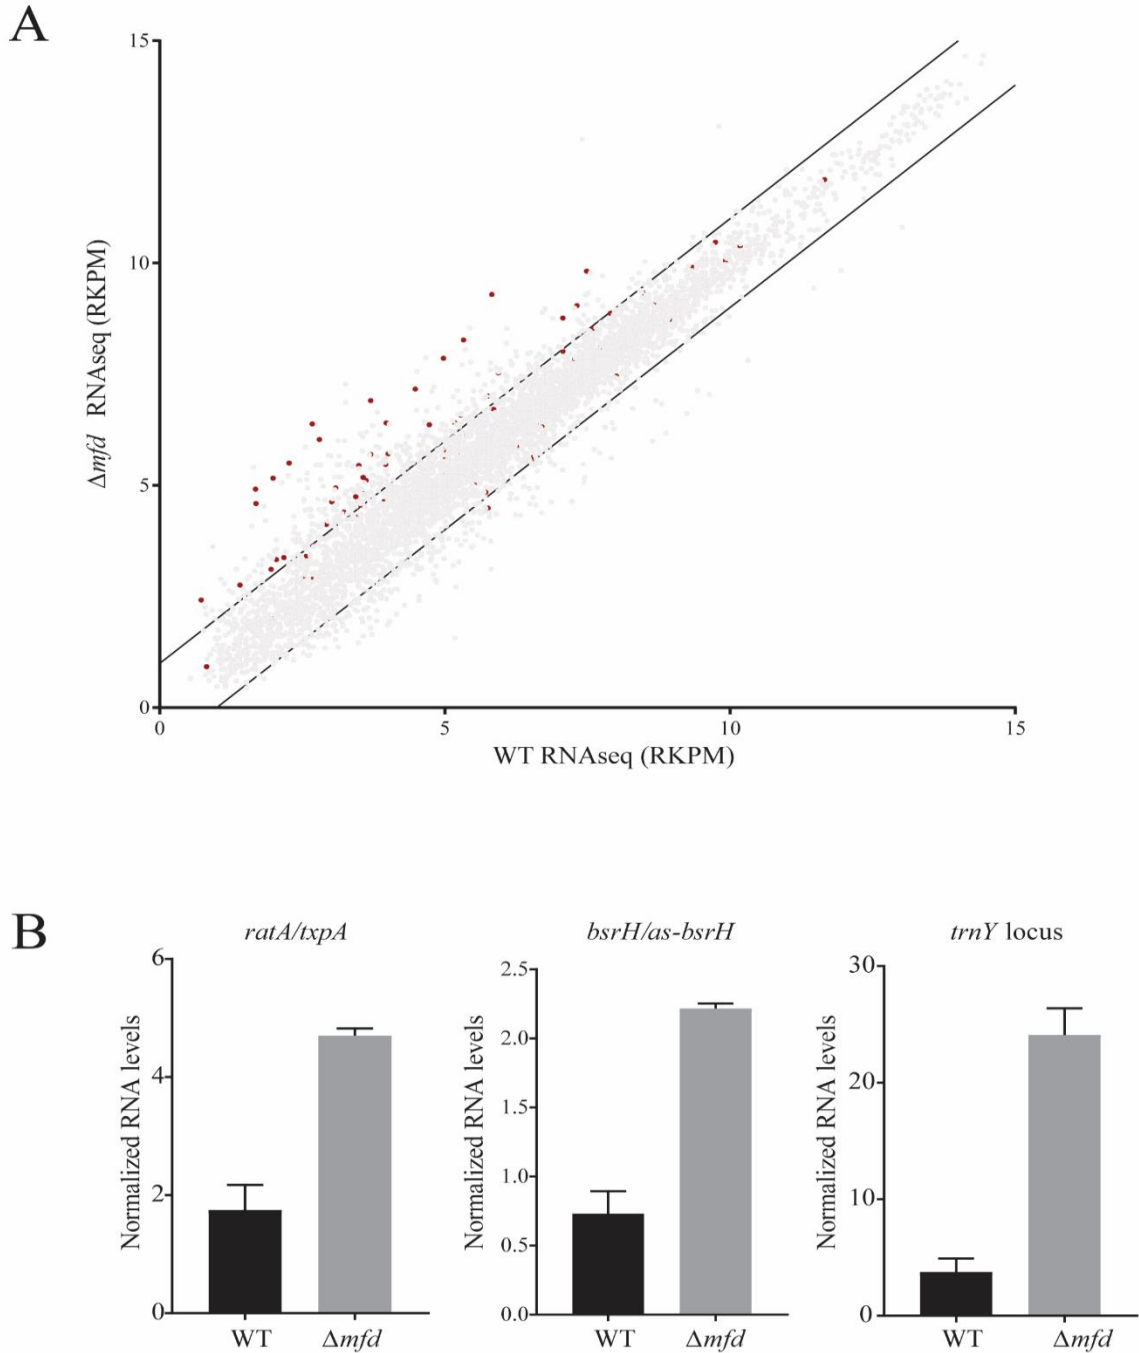 A
15
10
5
0
Δmfd RNAseq (RKPM)
0 5 10 15
WT RNAseq (RKPM)
B
ratA/txpA
6
4
2
0
Normalized RNA levels
WT Δmfd
bsrH/as-bsrH
2.5
2.0
1.5
1.0
0.5
0.0
Normalized RNA levels
WT Δmfd
trnY locus
30
20
10
0
Normalized RNA levels
WT Δmfd